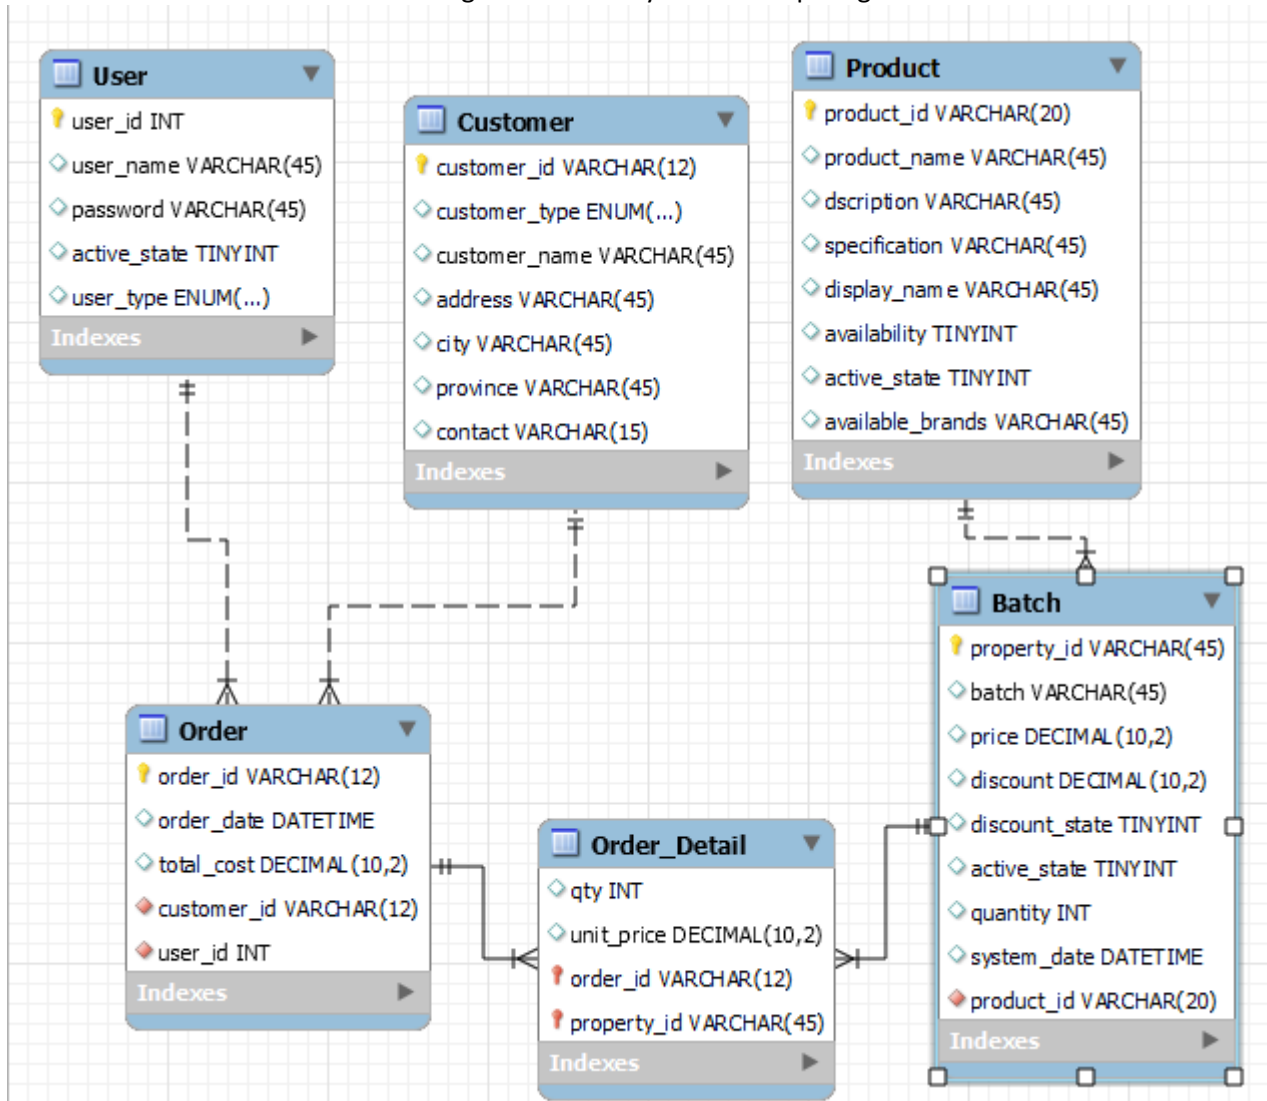 User
user_id INT
user_name VARCHAR(45)
password VARCHAR(45)
active_state TINYINT
user_type ENUM(...)
Indexes
Customer
customer_id VARCHAR(12)
customer_type ENUM(...)
customer_name VARCHAR(45)
address VARCHAR(45)
city VARCHAR(45)
province VARCHAR(45)
contact VARCHAR(15)
Indexes
Product
product_id VARCHAR(20)
product_name VARCHAR(45)
dscription VARCHAR(45)
specification VARCHAR(45)
display_name VARCHAR(45)
availability TINYINT
active_state TINYINT
available_brands VARCHAR(45)
Indexes
Order
order_id VARCHAR(12)
order_date DATETIME
total_cost DECIMAL(10,2)
customer_id VARCHAR(12)
user_id INT
Indexes
Order_Detail
qty INT
unit_price DECIMAL(10,2)
order_id VARCHAR(12)
property_id VARCHAR(45)
Indexes
Batch
property_id VARCHAR(45)
batch VARCHAR(45)
price DECIMAL(10,2)
discount DECIMAL(10,2)
discount_state TINYINT
active_state TINYINT
quantity INT
system_date DATETIME
product_id VARCHAR(20)
Indexes